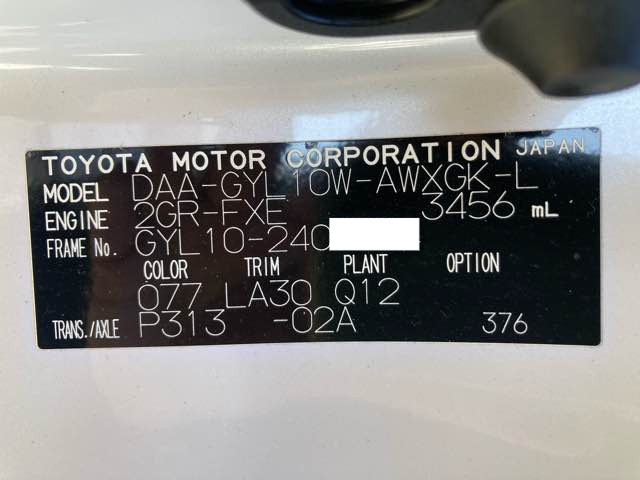 TOYOTA MOTOR CORPORATION JAPAN
MODEL DAA-GYL10W-AWXGK-L
ENGINE 2GR-FXE 3456 mL
FRAME No. GYL10-240
COLOR TRIM PLANT OPTION
077 LA30 Q12
TRANS./AXLE P313 -02A 376